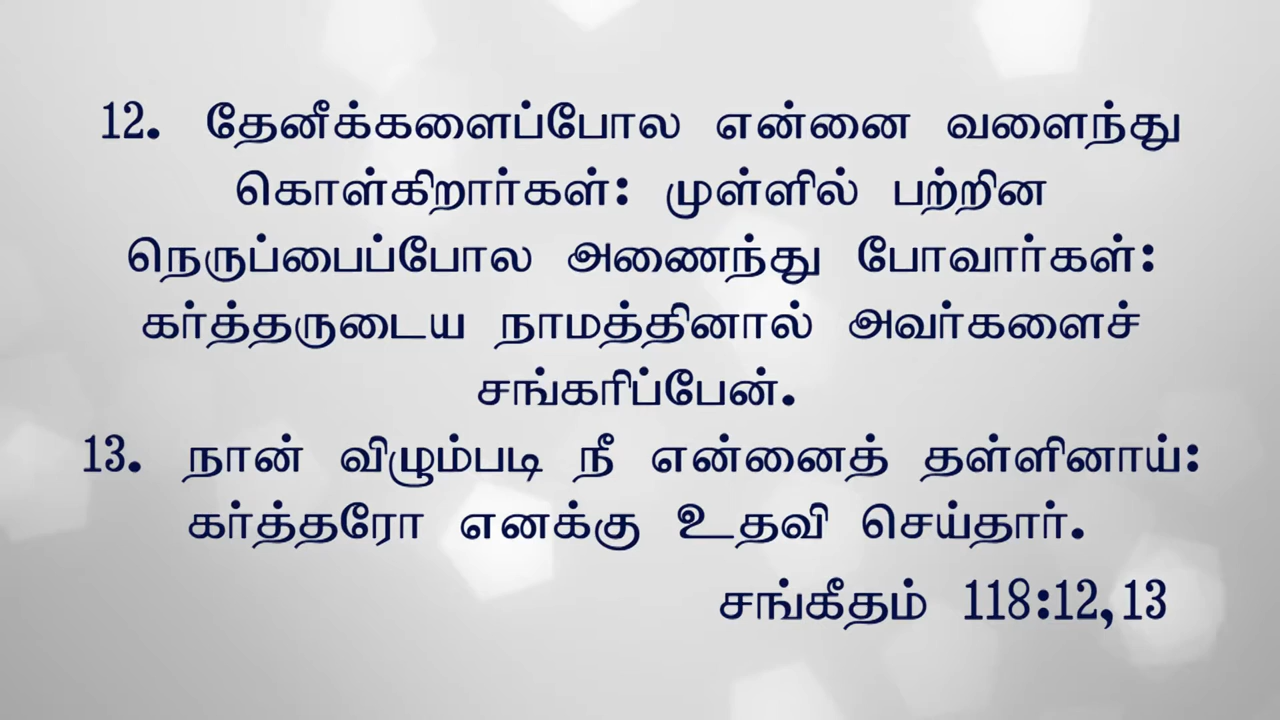 12. தேனீக்களைப்போல என்னை வளைந்து
கொள்கிறார்கள்: முள்ளில் பற்றின
நெருப்பைப்போல அணைந்து போவார்கள்:
கர்த்தருடைய நாமத்தினால் அவர்களைச்
சங்கரிப்பேன்.
13. நான் விழும்படி நீ என்னைத் தள்ளினாய்:
கர்த்தரோ எனக்கு உதவி செய்தார்.
சங்கீதம் 118:12,13